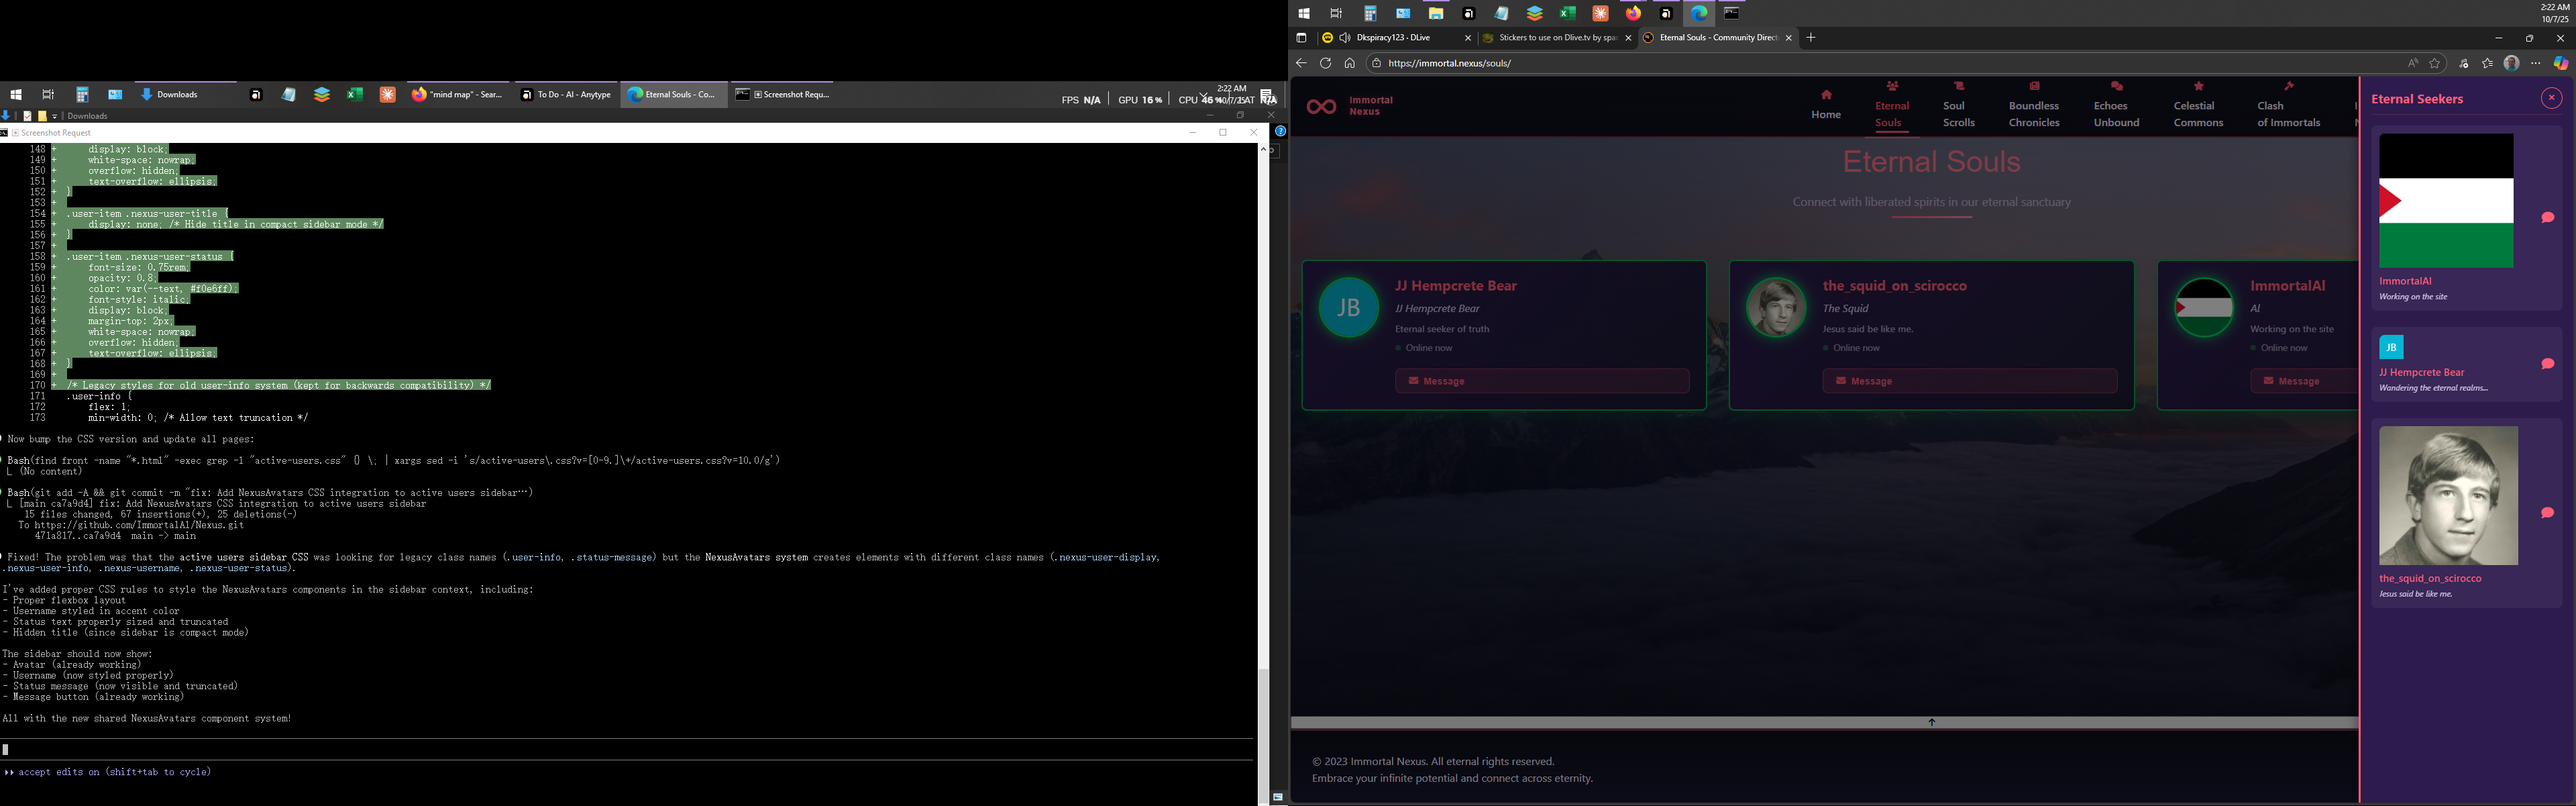 Downloads
"mind map" - Sear...
To Do - AI - Anytype
Eternal Souls - Co...
Screenshot Requ...
FPS N/A
GPU 16 %
CPU 46 %
N/A
2:22 AM
Downloads
Screenshot Request
148 +      display: block;
149 +      white-space: nowrap;
150 +      overflow: hidden;
151 +      text-overflow: ellipsis;
152 +  }
153 +
154 +  .user-item .nexus-user-title {
155 +      display: none; /* Hide title in compact sidebar mode */
156 +  }
157 +
158 +  .user-item .nexus-user-status {
159 +      font-size: 0.75rem;
160 +      opacity: 0.8;
161 +      color: var(--text, #f0e6ff);
162 +      font-style: italic;
163 +      display: block;
164 +      margin-top: 2px;
165 +      white-space: nowrap;
166 +      overflow: hidden;
167 +      text-overflow: ellipsis;
168 +  }
169 +
170 +  /* Legacy styles for old user-info system (kept for backwards compatibility) */
171    .user-info {
172        flex: 1;
173        min-width: 0; /* Allow text truncation */
Now bump the CSS version and update all pages:
Bash(find front -name "*.html" -exec grep -l "active-users.css" {} \; | xargs sed -i 's/active-users\.css?v=[0-9.]\+/active-users.css?v=10.0/g')
(No content)
Bash(git add -A && git commit -m "fix: Add NexusAvatars CSS integration to active users sidebar…)
[main ca7a9d4] fix: Add NexusAvatars CSS integration to active users sidebar
15 files changed, 67 insertions(+), 25 deletions(-)
To https://github.com/ImmortalAl/Nexus.git
471a817..ca7a9d4  main -> main
Fixed! The problem was that the active users sidebar CSS was looking for legacy class names (.user-info, .status-message) but the NexusAvatars system creates elements with different class names (.nexus-user-display,
.nexus-user-info, .nexus-username, .nexus-user-status).
I've added proper CSS rules to style the NexusAvatars components in the sidebar context, including:
- Proper flexbox layout
- Username styled in accent color
- Status text properly sized and truncated
- Hidden title (since sidebar is compact mode)
The sidebar should now show:
- Avatar (already working)
- Username (now styled properly)
- Status message (now visible and truncated)
- Message button (already working)
All with the new shared NexusAvatars component system!
accept edits on (shift+tab to cycle)
2:22 AM
10/7/25
Dkspiracy123 · DLive
Stickers to use on Dlive.tv by spac
Eternal Souls - Community Direct
https://immortal.nexus/souls/
Immortal
Nexus
Home
Eternal
Souls
Soul
Scrolls
Boundless
Chronicles
Echoes
Unbound
Celestial
Commons
Clash
of Immortals
Eternal Souls
Connect with liberated spirits in our eternal sanctuary
JB
JJ Hempcrete Bear
JJ Hempcrete Bear
Eternal seeker of truth
Online now
Message
the_squid_on_scirocco
The Squid
Jesus said be like me.
Online now
Message
ImmortalAl
Al
Working on the site
Online now
Message
© 2023 Immortal Nexus. All eternal rights reserved.
Embrace your infinite potential and connect across eternity.
Eternal Seekers
ImmortalAl
Working on the site
JB
JJ Hempcrete Bear
Wandering the eternal realms...
the_squid_on_scirocco
Jesus said be like me.